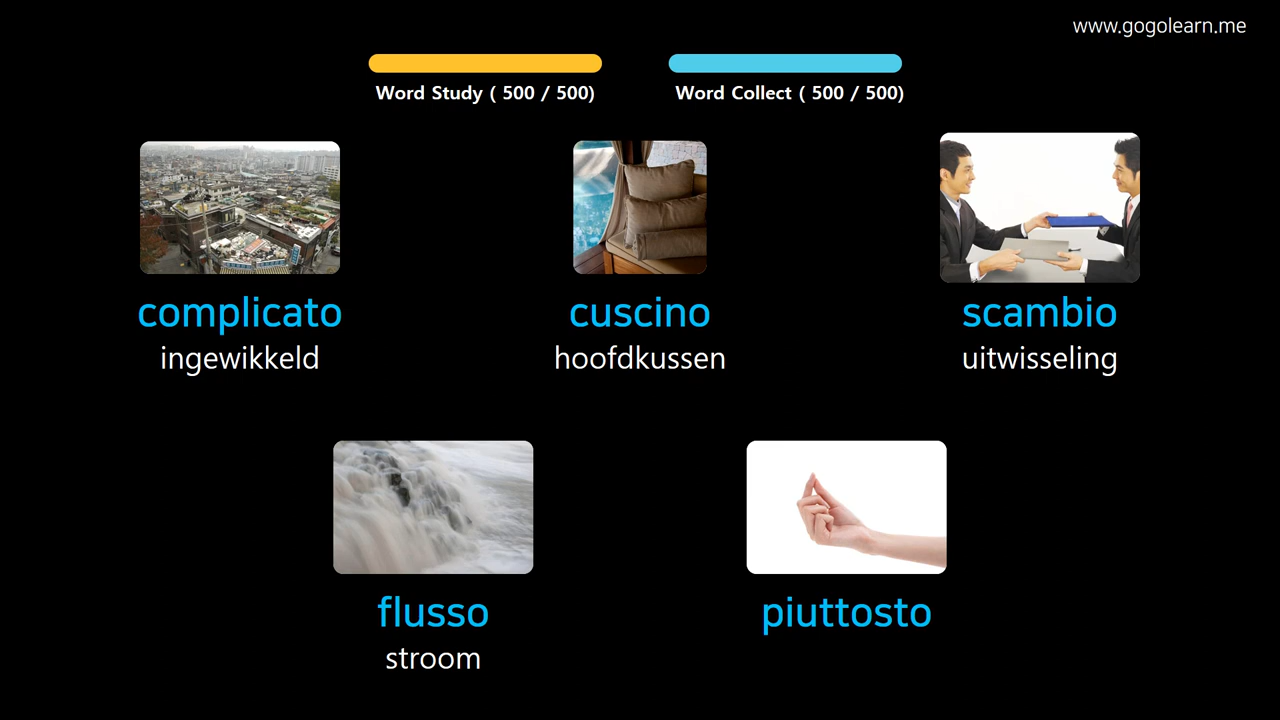 www.gogolearn.me
Word Study ( 500 / 500)
Word Collect ( 500 / 500)
complicato
ingewikkeld
cuscino
hoofdkussen
scambio
uitwisseling
flusso
stroom
piuttosto